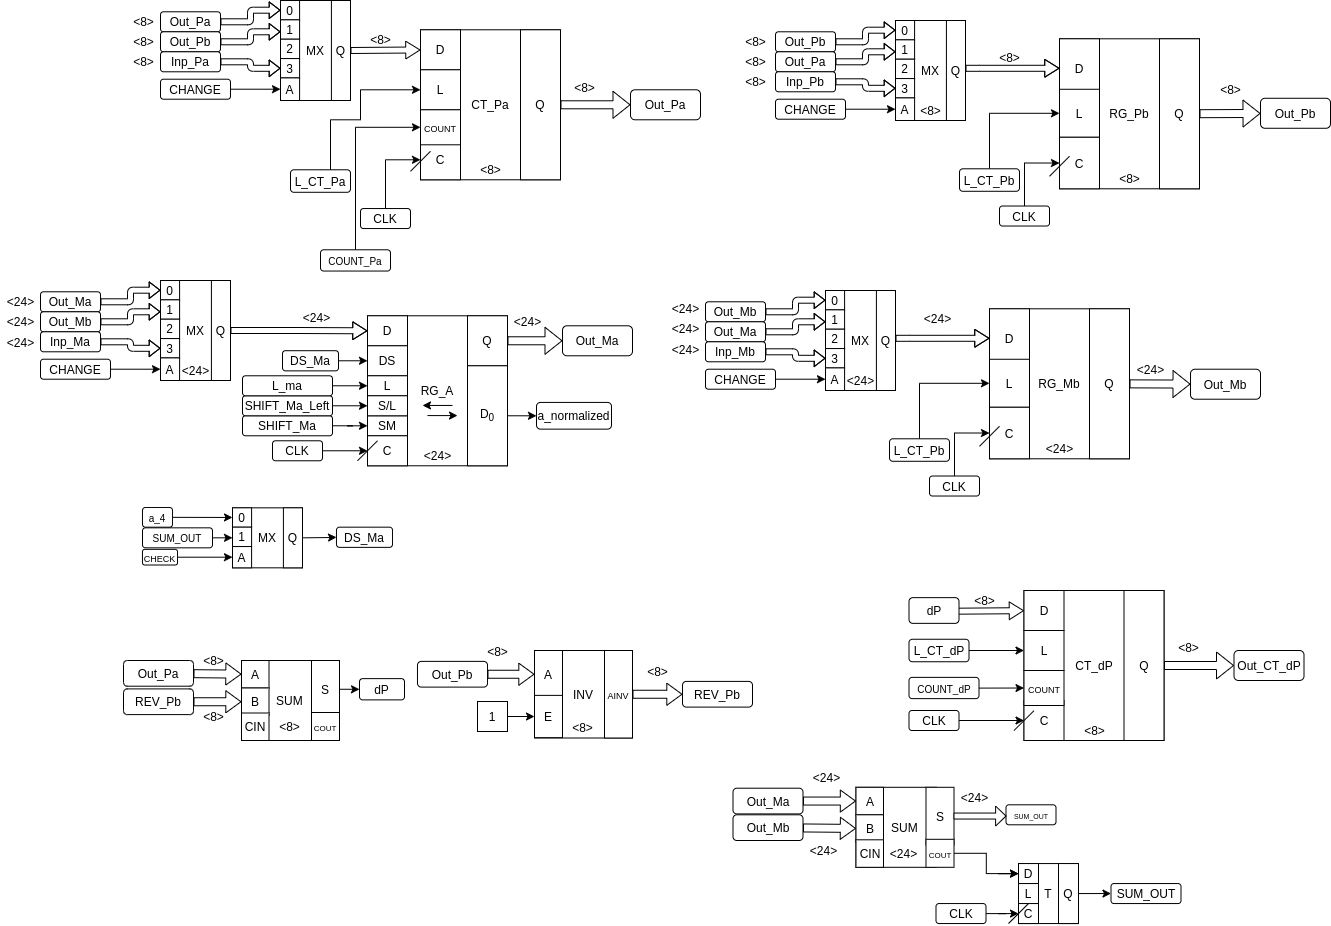 <8> Out_Pa
<8> Out_Pb
<8> Inp_Pa
CHANGE
0
1
2
3
A
MX
Q
<8>
D
L
COUNT
C
CT_Pa
<8>
Q
<8>
Out_Pa
L_CT_Pa
CLK
COUNT_Pa
<8> Out_Pb
<8> Out_Pa
<8> Inp_Pb
CHANGE
0
1
2
3
A
MX
<8>
Q
<8>
D
L
C
RG_Pb
<8>
Q
<8>
Out_Pb
L_CT_Pb
CLK
<24> Out_Ma
<24> Out_Mb
<24> Inp_Ma
CHANGE
0
1
2
3
A
MX
<24>
Q
<24>
DS_Ma
L_ma
SHIFT_Ma_Left
SHIFT_Ma
CLK
D
DS
L
S/L
SM
C
RG_A
<24>
Q
D0
<24>
Out_Ma
a_normalized
<24> Out_Mb
<24> Out_Ma
<24> Inp_Mb
CHANGE
0
1
2
3
A
MX
<24>
Q
<24>
D
L
C
RG_Mb
<24>
Q
<24>
Out_Mb
L_CT_Pb
CLK
a_4
SUM_OUT
CHECK
0
1
A
MX
Q
DS_Ma
Out_Pa
<8>
REV_Pb
<8>
A
B
CIN
SUM
<8>
S
COUT
dP
<8>
Out_Pb
1
A
E
INV
<8>
AINV
<8>
REV_Pb
dP
<8>
L_CT_dP
COUNT_dP
CLK
D
L
COUNT
C
CT_dP
<8>
Q
<8>
Out_CT_dP
<24>
Out_Ma
Out_Mb
<24>
A
B
CIN
SUM
<24>
S
COUT
<24>
SUM_OUT
CLK
D
L
C
T
Q
SUM_OUT